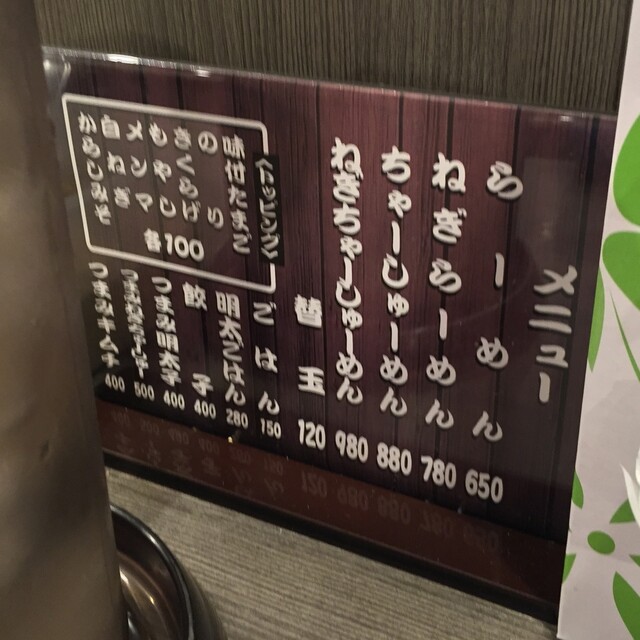 メニュー
らーめん 650
ねぎらーめん 780
ちゃーしゅーめん 880
ねぎちゃーしゅーめん 980
替玉 120
〈トッピング〉
味付たまご
のり
きくらげ
もやし
メンマ
白ねぎ
からしみそ
各100
ごはん 150
明太ごはん 280
餃子 400
つまみ明太子 400
500
つまみキムチ 400